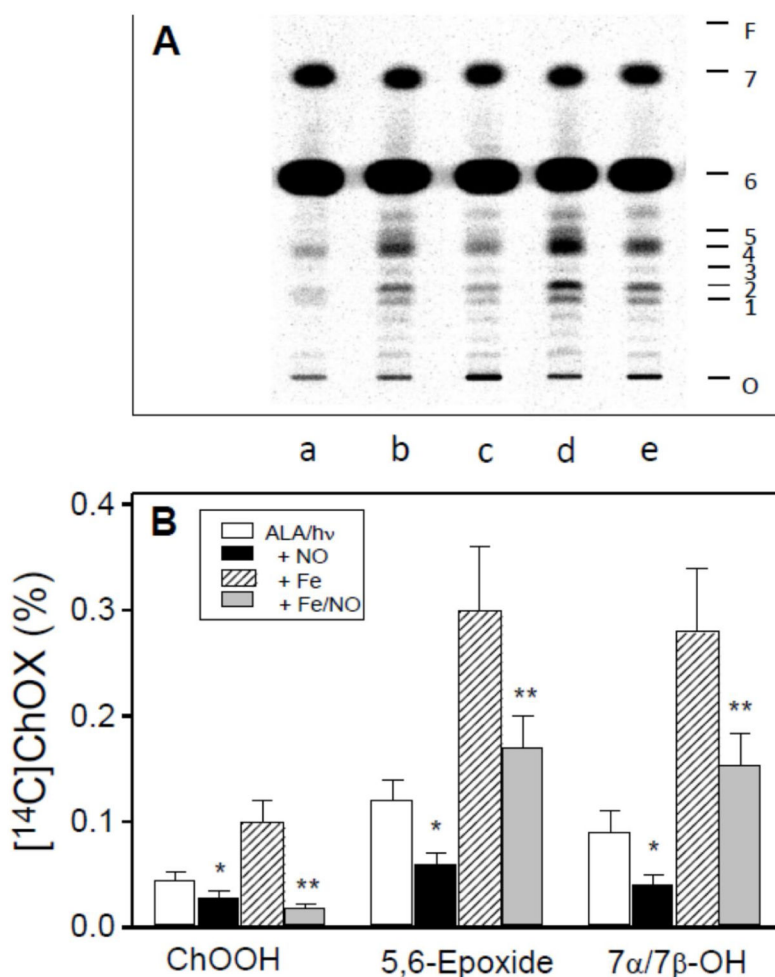 A
F
7
6
5
4
3
2
1
O
a b c d e
B
ALA/hν
+ NO
+ Fe
+ Fe/NO
[¹⁴C]ChOX (%)
0.4
0.3
0.2
0.1
0.0
* ** * ** * **
ChOOH 5,6-Epoxide 7α/7β-OH